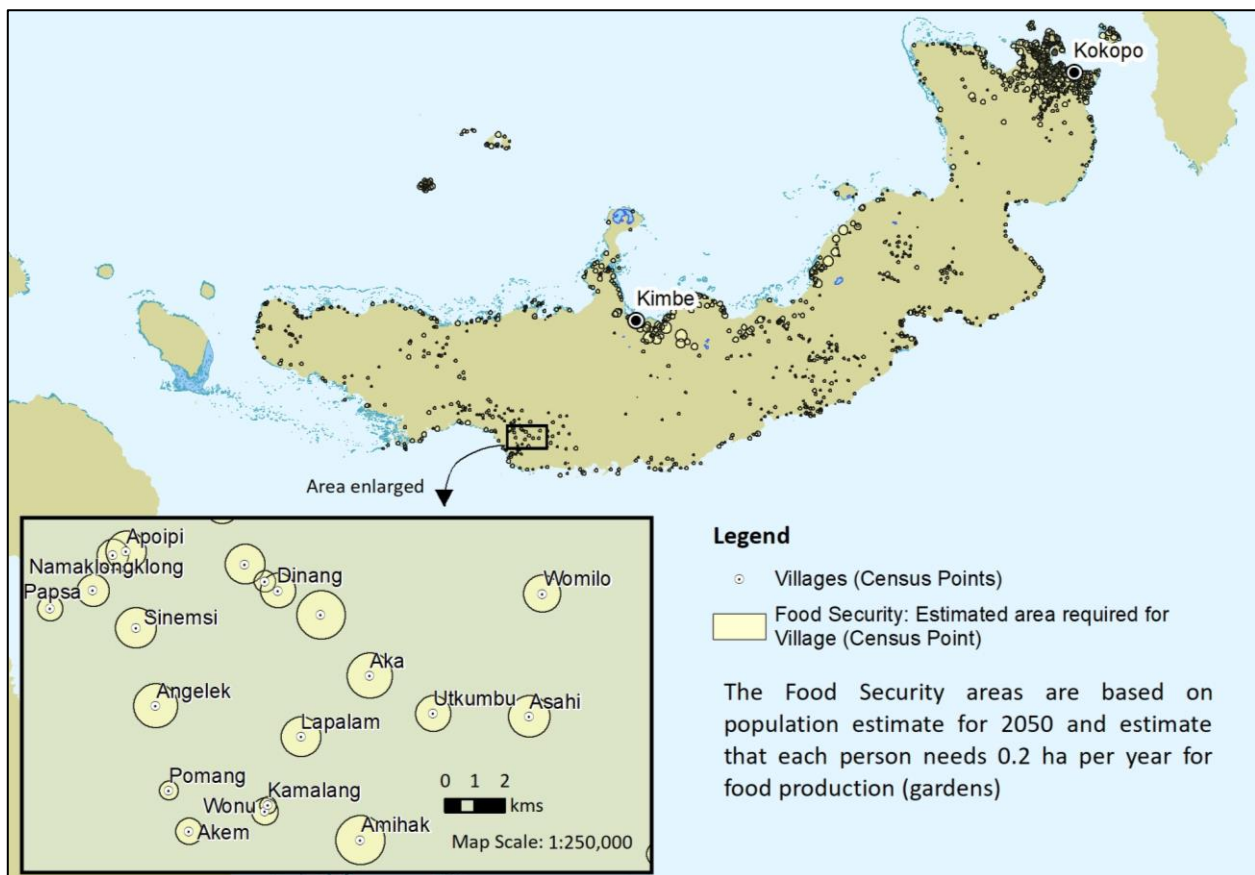 Kokopo
Kimbe
Area enlarged
Apoipi
Namaklongklong
Dinang
Papsa
Womilo
Sinemsi
Aka
Angelek
Utkumbu
Asahi
Lapalam
Pomang
Kamalang
Wonu
Akem
Amihak
0 1 2
kms
Map Scale: 1:250,000
Legend
Villages (Census Points)
Food Security: Estimated area required for
Village (Census Point)
The Food Security areas are based on
population estimate for 2050 and estimate
that each person needs 0.2 ha per year for
food production (gardens)